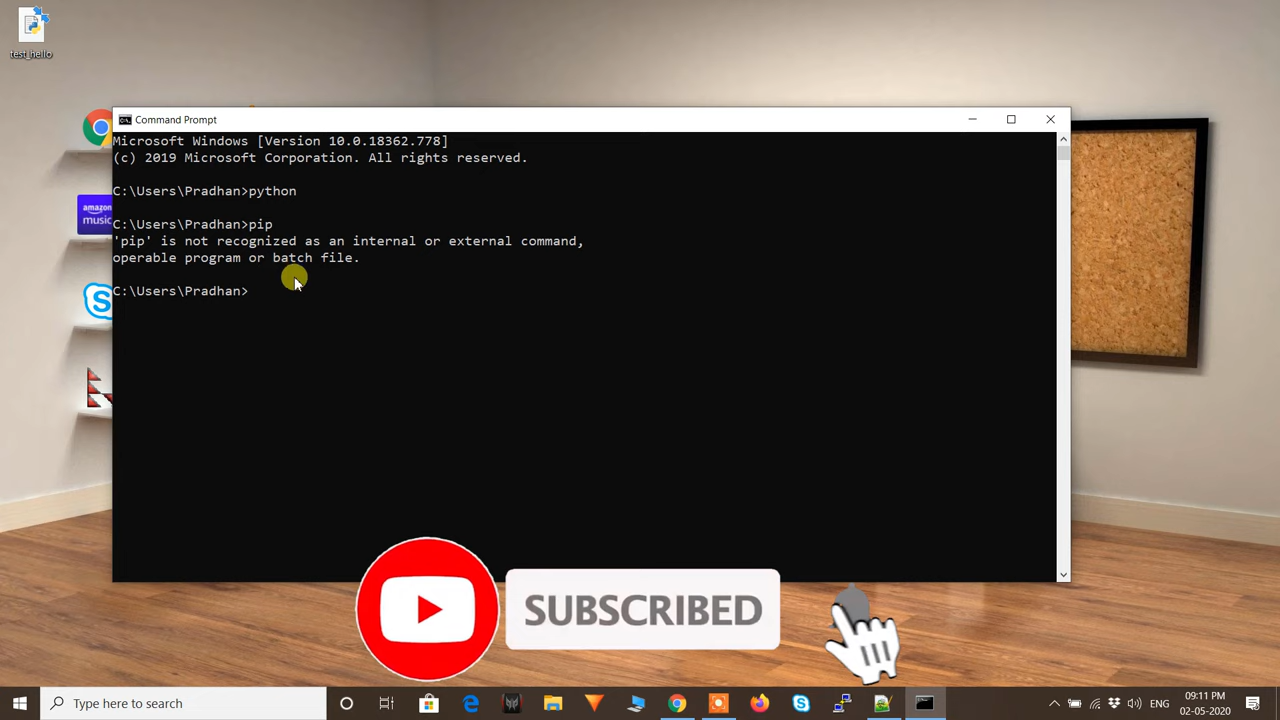 test_hello
Command Prompt
Microsoft Windows [Version 10.0.18362.778]
(c) 2019 Microsoft Corporation. All rights reserved.
C:\Users\Pradhan>python
C:\Users\Pradhan>pip
'pip' is not recognized as an internal or external command,
operable program or batch file.
C:\Users\Pradhan>
amazon
music
SUBSCRIBED
Type here to search
ENG
09:11 PM
02-05-2020